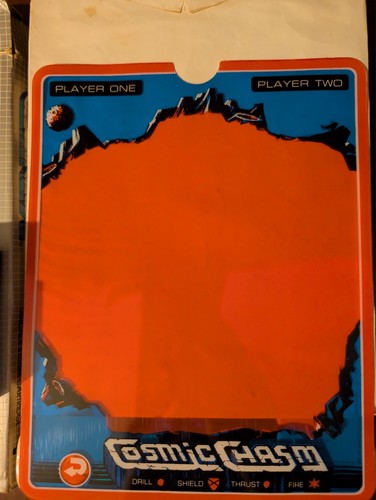 PLAYER ONE
PLAYER TWO
COSMIC CHASM
DRILL SHIELD THRUST FIRE